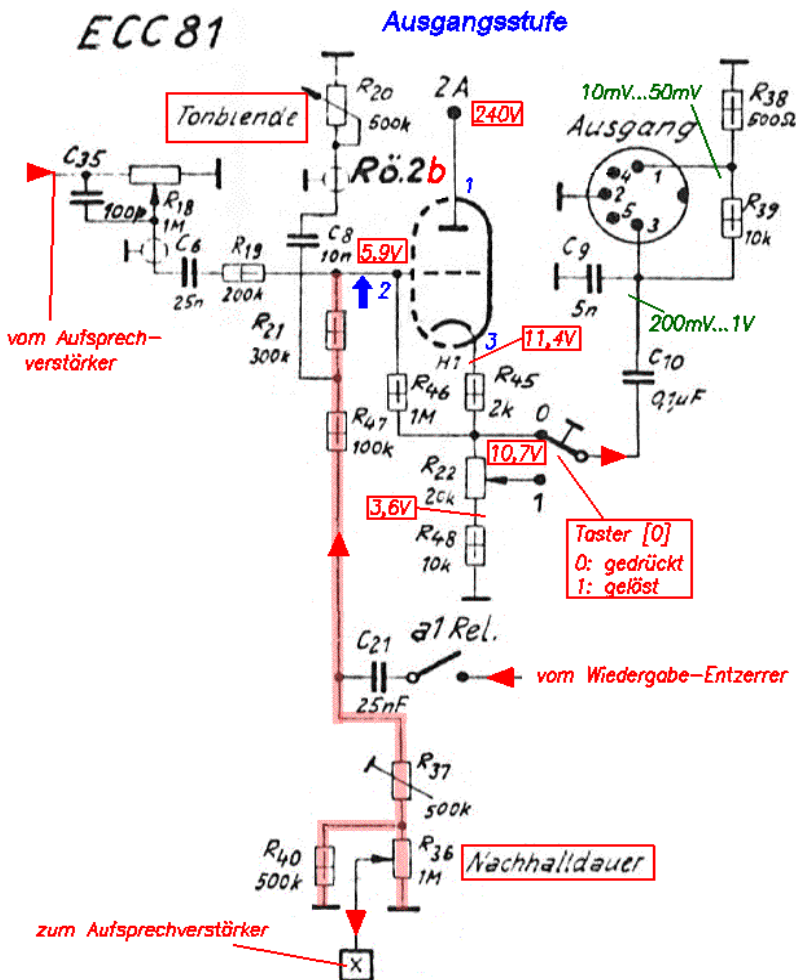 ECC 81
Ausgangsstufe
Tonblende
R20
500k
2A
240V
10mV...50mV
R38
500Ω
Ausgang
C35
100p
R18
1M
C6
25n
R19
200k
C8
10n
Rö.2b
1
5,9V
2
3
H1
11,4V
4
1
2
5
3
R39
10k
C9
5n
200mV...1V
C10
0,1µF
vom Aufsprech-
verstärker
R21
300k
R47
100k
R46
1M
R45
2k
0
10,7V
R22
20k
1
3,6V
R48
10k
Taster [0]
0: gedrückt
1: gelöst
a1 Rel.
C21
25nF
vom Wiedergabe-Entzerrer
R37
500k
R40
500k
R36
1M
Nachhalldauer
zum Aufsprechverstärker
X